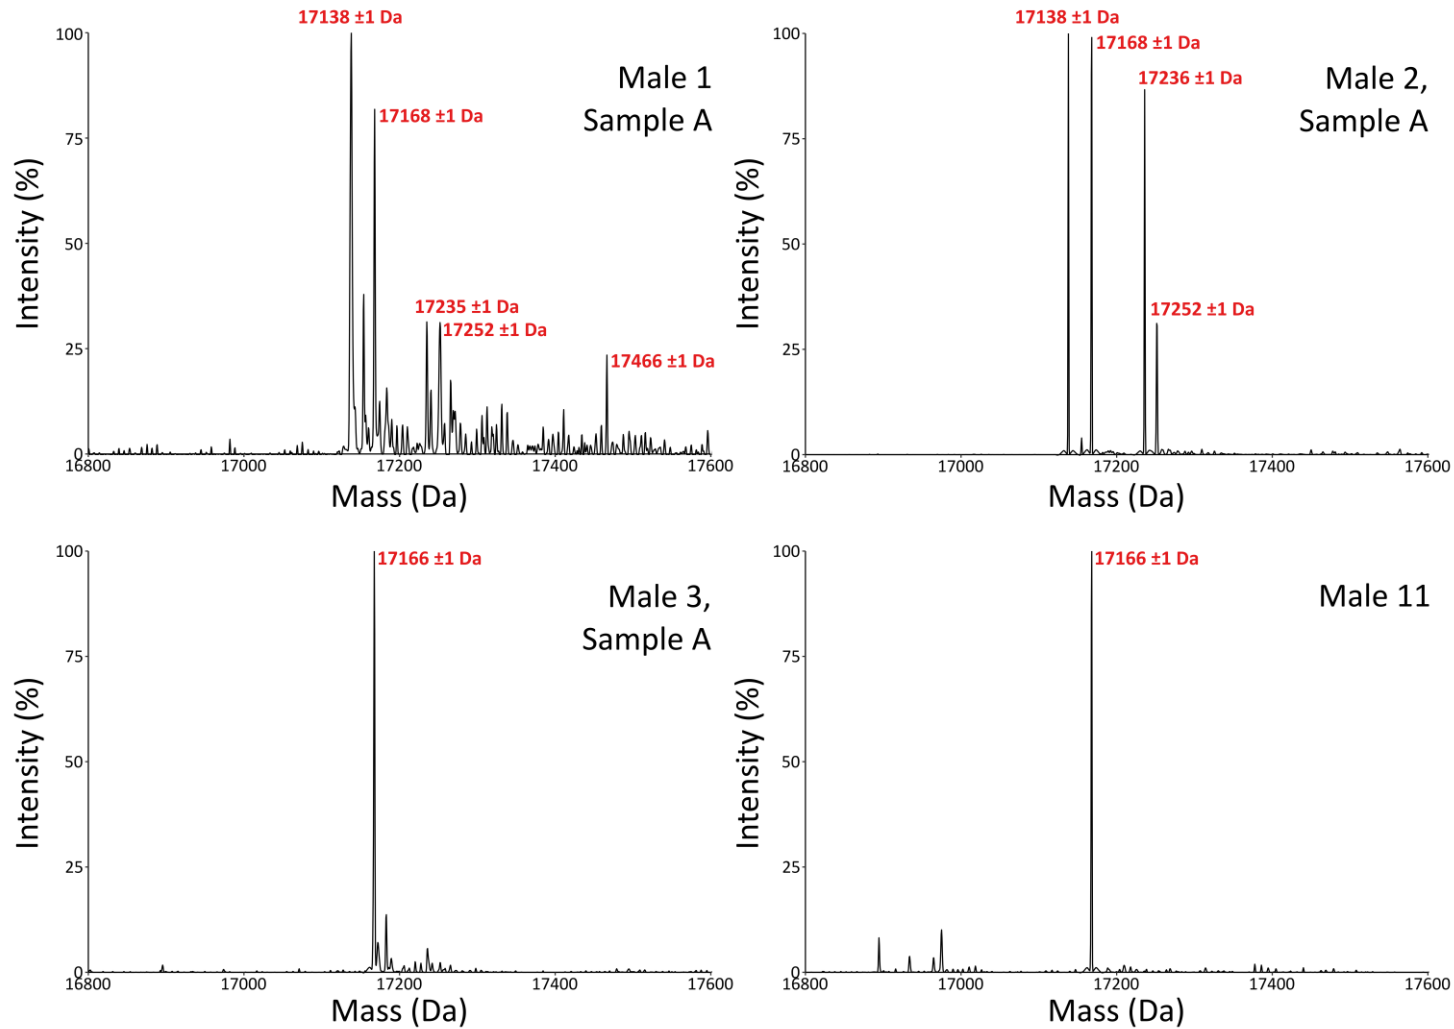 17138 ±1 Da
100
17168 ±1 Da
Male 1
Sample A
75
Intensity (%)
50
17235 ±1 Da
17252 ±1 Da
17466 ±1 Da
25
0
16800
17000
17200
17400
17600
Mass (Da)
17138 ±1 Da
100
17168 ±1 Da
17236 ±1 Da
Male 2,
Sample A
75
Intensity (%)
50
17252 ±1 Da
25
0
16800
17000
17200
17400
17600
Mass (Da)
100
17166 ±1 Da
Male 3,
Sample A
75
Intensity (%)
50
25
0
16800
17000
17200
17400
17600
Mass (Da)
100
17166 ±1 Da
Male 11
75
Intensity (%)
50
25
0
16800
17000
17200
17400
17600
Mass (Da)